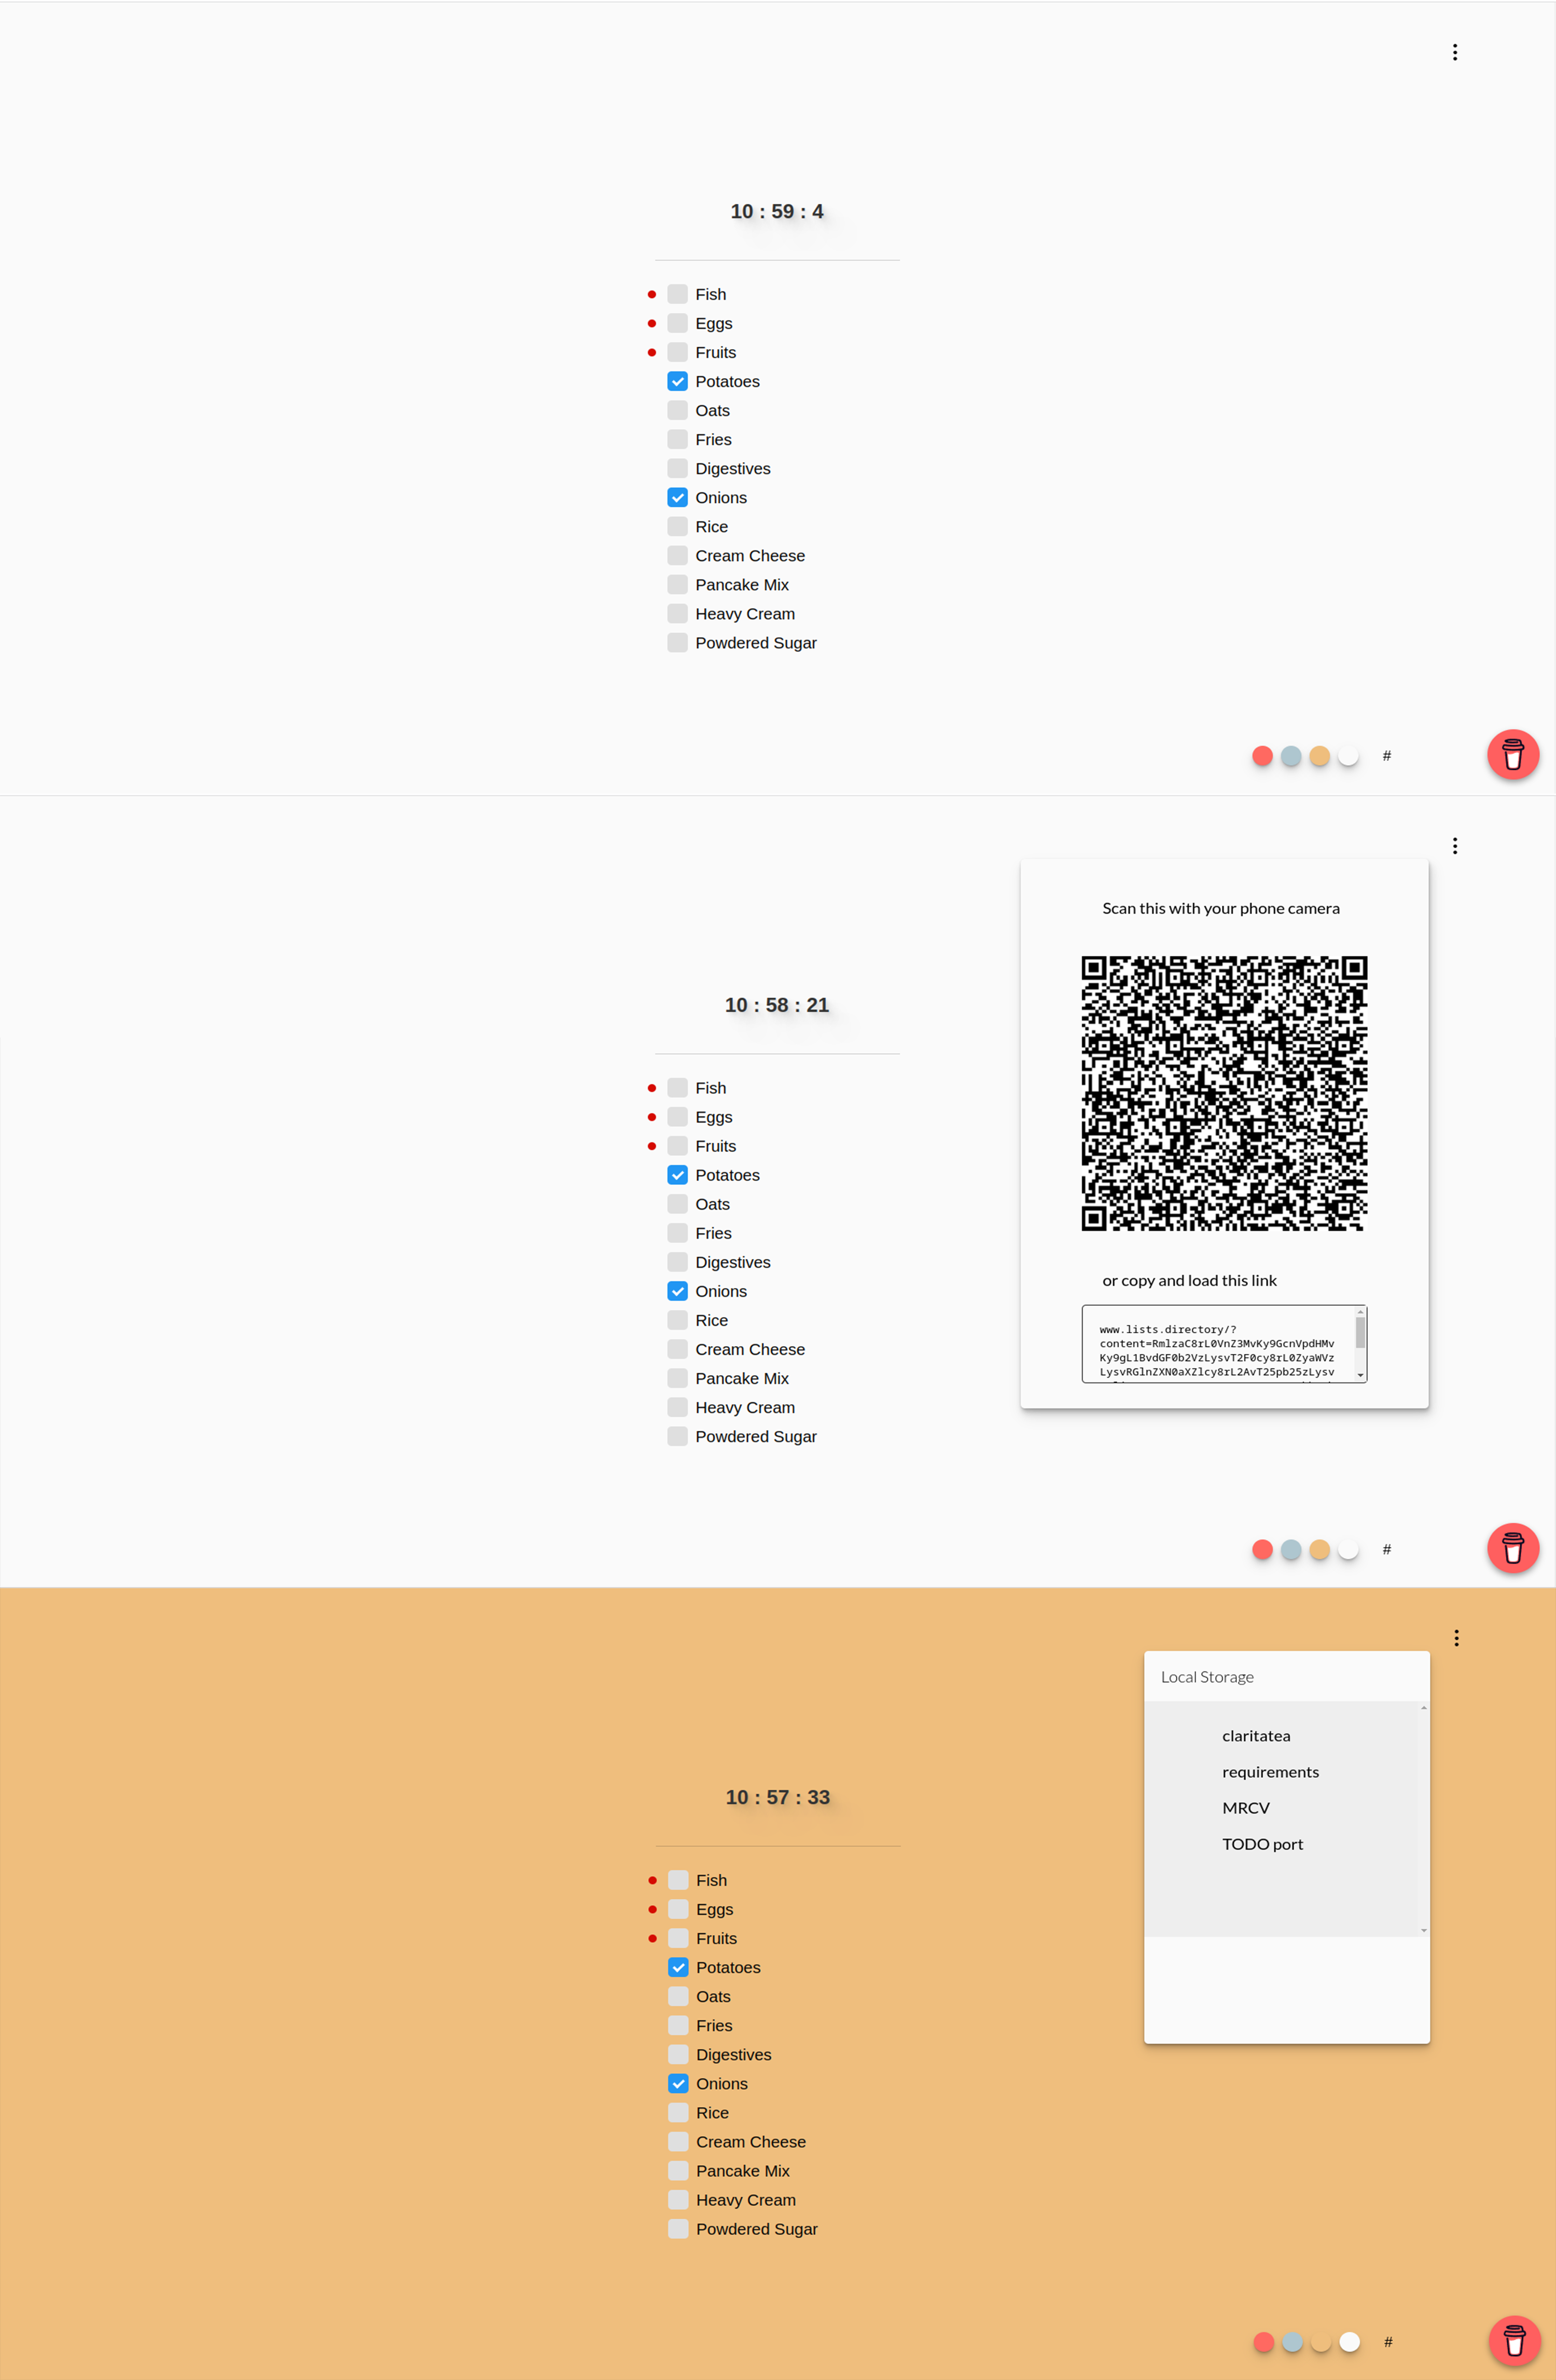 10 : 59 : 4
Fish
Eggs
Fruits
Potatoes
Oats
Fries
Digestives
Onions
Rice
Cream Cheese
Pancake Mix
Heavy Cream
Powdered Sugar
#
10 : 58 : 21
Fish
Eggs
Fruits
Potatoes
Oats
Fries
Digestives
Onions
Rice
Cream Cheese
Pancake Mix
Heavy Cream
Powdered Sugar
Scan this with your phone camera
or copy and load this link
www.lists.directory/?
content=RmlzaC8rL0VnZ3MvKy9GcnVpdHMv
Ky9gL1BvdGF0b2VzLysvT2F0cy8rL0ZyaWVz
LysvRGlnZXN0aXZlcy8rL2AvT25pb25zLysv
#
10 : 57 : 33
Fish
Eggs
Fruits
Potatoes
Oats
Fries
Digestives
Onions
Rice
Cream Cheese
Pancake Mix
Heavy Cream
Powdered Sugar
Local Storage
claritatea
requirements
MRCV
TODO port
#